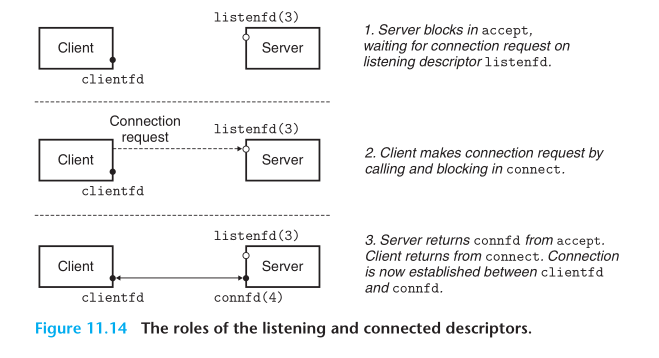 listenfd(3)
Client
Server
clientfd
1. Server blocks in accept,
waiting for connection request on
listening descriptor listenfd.
Connection
request
listenfd(3)
Client
Server
clientfd
2. Client makes connection request by
calling and blocking in connect.
listenfd(3)
Client
Server
clientfd
connfd(4)
3. Server returns connfd from accept.
Client returns from connect. Connection
is now established between clientfd
and connfd.
Figure 11.14 The roles of the listening and connected descriptors.